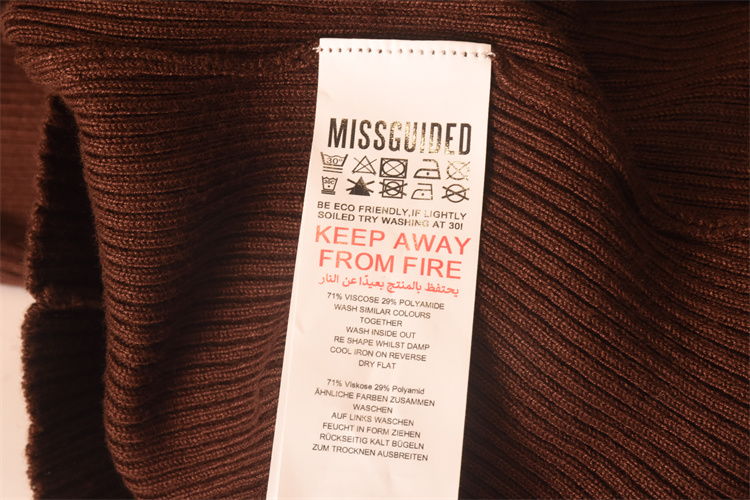 MISSGUIDED
30°
BE ECO FRIENDLY,IF LIGHTLY
SOILED TRY WASHING AT 30!
KEEP AWAY
FROM FIRE
يحتفظ بالمنتج بعيدًا عن النار
71% VISCOSE 29% POLYAMIDE
WASH SIMILAR COLOURS
TOGETHER
WASH INSIDE OUT
RE SHAPE WHILST DAMP
COOL IRON ON REVERSE
DRY FLAT
71% Viskose 29% Polyamid
ÄHNLICHE FARBEN ZUSAMMEN
WASCHEN
AUF LINKS WASCHEN
FEUCHT IN FORM ZIEHEN
RÜCKSEITIG KALT BÜGELN
ZUM TROCKNEN AUSBREITEN